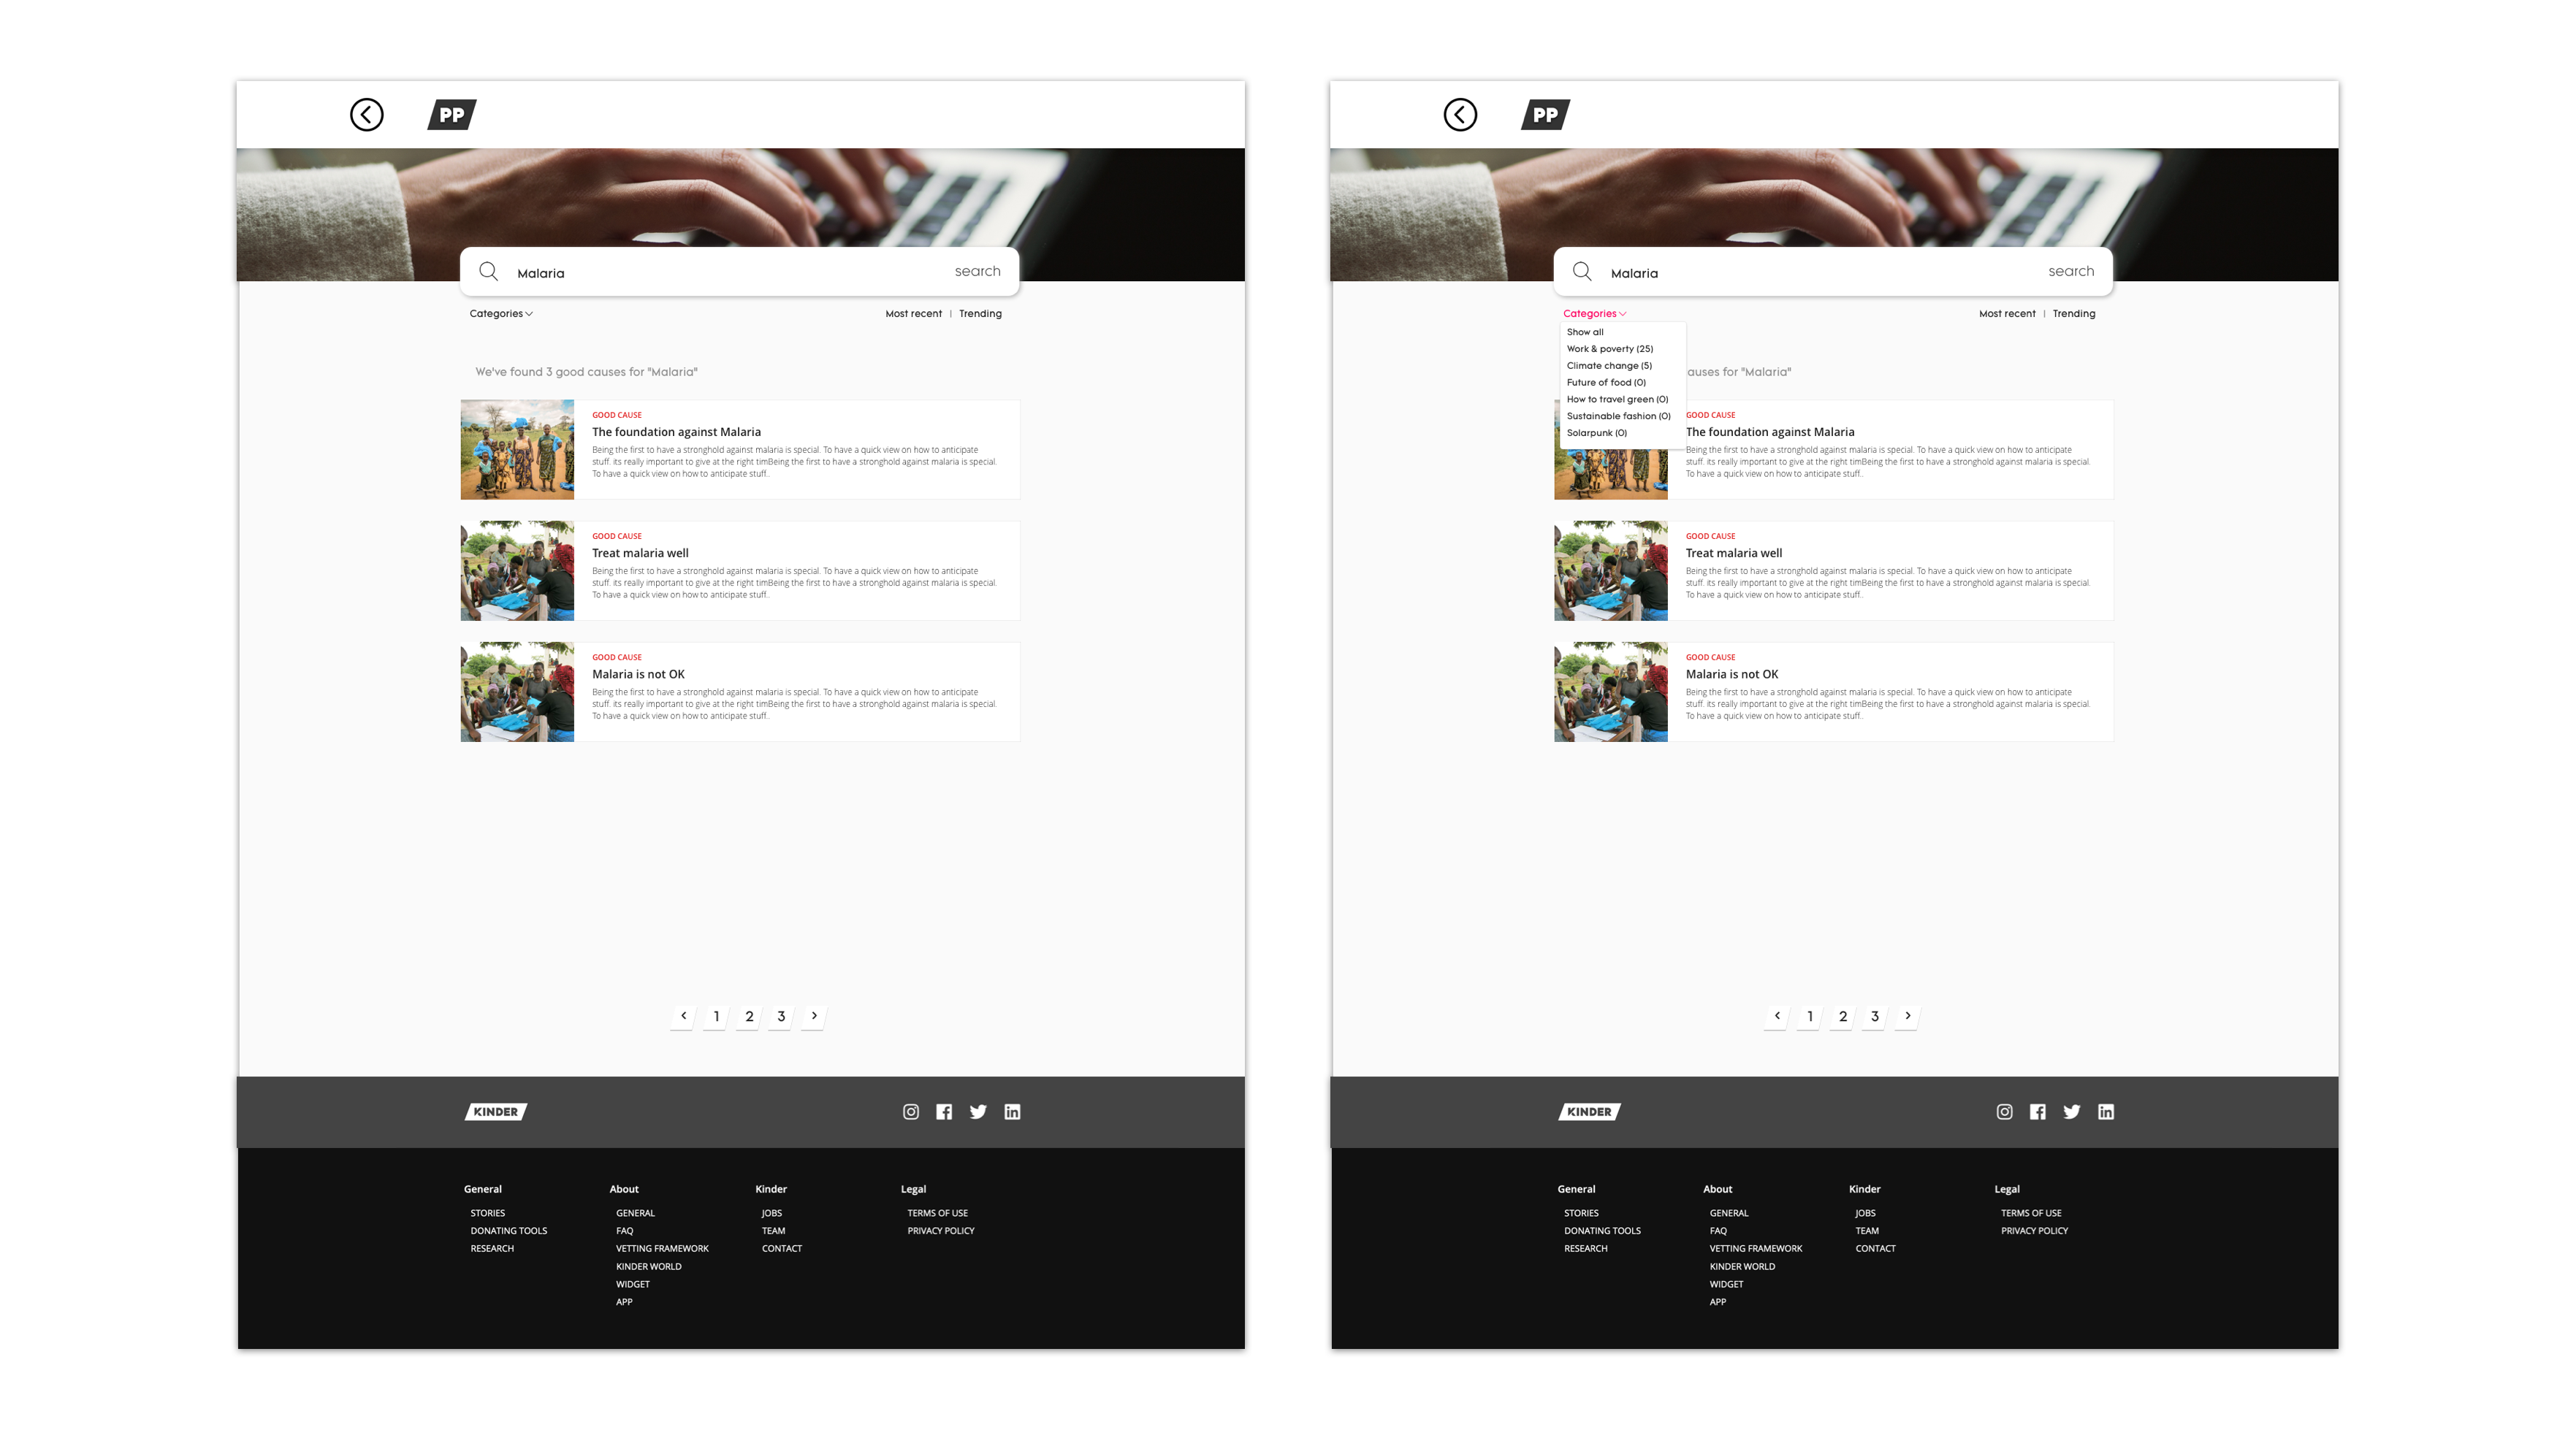 PP
Malaria
search
Categories
Most recent | Trending
We've found 3 good causes for "Malaria"
GOOD CAUSE
The foundation against Malaria
Being the first to have a stronghold against malaria is special. To have a quick view on how to anticipate
stuff. its really important to give at the right timBeing the first to have a stronghold against malaria is special.
To have a quick view on how to anticipate stuff..
GOOD CAUSE
Treat malaria well
Being the first to have a stronghold against malaria is special. To have a quick view on how to anticipate
stuff. its really important to give at the right timBeing the first to have a stronghold against malaria is special.
To have a quick view on how to anticipate stuff..
GOOD CAUSE
Malaria is not OK
Being the first to have a stronghold against malaria is special. To have a quick view on how to anticipate
stuff. its really important to give at the right timBeing the first to have a stronghold against malaria is special.
To have a quick view on how to anticipate stuff..
< 1 2 3 >
KINDER
General
STORIES
DONATING TOOLS
RESEARCH
About
GENERAL
FAQ
VETTING FRAMEWORK
KINDER WORLD
WIDGET
APP
Kinder
JOBS
TEAM
CONTACT
Legal
TERMS OF USE
PRIVACY POLICY
PP
Malaria
search
Categories
Most recent | Trending
Show all
Work & poverty (25)
Climate change (5)
Future of food (0)
How to travel green (0)
Sustainable fashion (0)
Solarpunk (0)
auses for "Malaria"
GOOD CAUSE
The foundation against Malaria
Being the first to have a stronghold against malaria is special. To have a quick view on how to anticipate
stuff. its really important to give at the right timBeing the first to have a stronghold against malaria is special.
To have a quick view on how to anticipate stuff..
GOOD CAUSE
Treat malaria well
Being the first to have a stronghold against malaria is special. To have a quick view on how to anticipate
stuff. its really important to give at the right timBeing the first to have a stronghold against malaria is special.
To have a quick view on how to anticipate stuff..
GOOD CAUSE
Malaria is not OK
Being the first to have a stronghold against malaria is special. To have a quick view on how to anticipate
stuff. its really important to give at the right timBeing the first to have a stronghold against malaria is special.
To have a quick view on how to anticipate stuff..
< 1 2 3 >
KINDER
General
STORIES
DONATING TOOLS
RESEARCH
About
GENERAL
FAQ
VETTING FRAMEWORK
KINDER WORLD
WIDGET
APP
Kinder
JOBS
TEAM
CONTACT
Legal
TERMS OF USE
PRIVACY POLICY